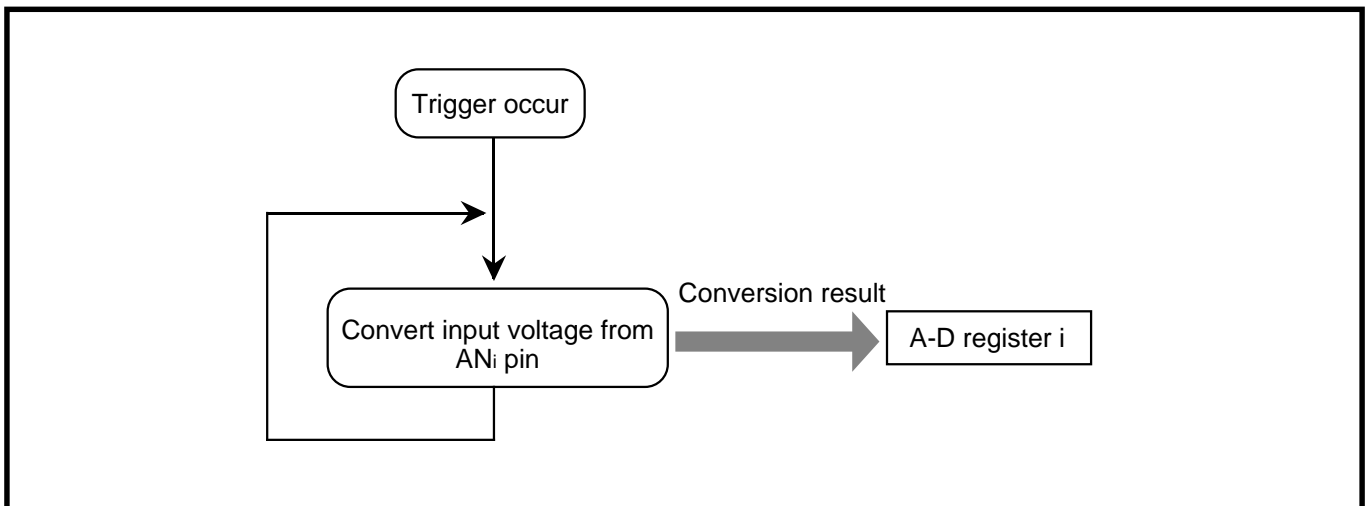 Trigger occur
Conversion result
Convert input voltage from
ANi pin
A-D register i